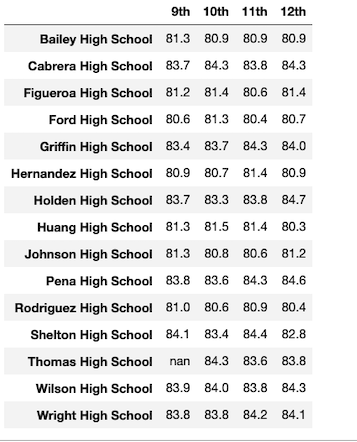 9th 10th 11th 12th
Bailey High School 81.3 80.9 80.9 80.9
Cabrera High School 83.7 84.3 83.8 84.3
Figueroa High School 81.2 81.4 80.6 81.4
Ford High School 80.6 81.3 80.4 80.7
Griffin High School 83.4 83.7 84.3 84.0
Hernandez High School 80.9 80.7 81.4 80.9
Holden High School 83.7 83.3 83.8 84.7
Huang High School 81.3 81.5 81.4 80.3
Johnson High School 81.3 80.8 80.6 81.2
Pena High School 83.8 83.6 84.3 84.6
Rodriguez High School 81.0 80.6 80.9 80.4
Shelton High School 84.1 83.4 84.4 82.8
Thomas High School nan 84.3 83.6 83.8
Wilson High School 83.9 84.0 83.8 84.3
Wright High School 83.8 83.8 84.2 84.1